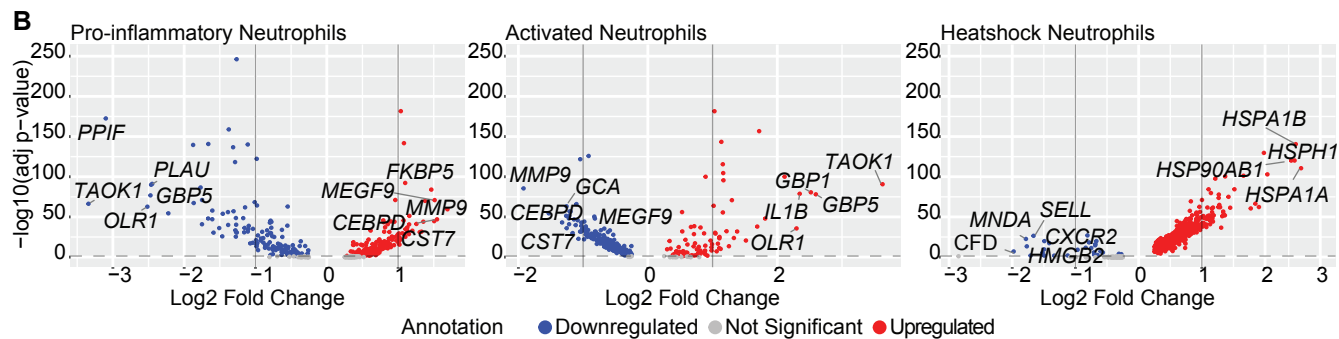 B
Pro-inflammatory Neutrophils
Activated Neutrophils
Heatshock Neutrophils
−log10(adj p−value)
250
200
150
100
50
0
PPIF
PLAU
TAOK1
GBP5
OLR1
FKBP5
MEGF9
MMP9
CEBPD
CST7
−3
−2
−1
0
1
Log2 Fold Change
250
200
150
100
50
0
MMP9
GCA
CEBPD
MEGF9
CST7
TAOK1
GBP1
GBP5
IL1B
OLR1
−2
−1
0
1
2
Log2 Fold Change
250
200
150
100
50
0
HSPA1B
HSPH1
HSP90AB1
HSPA1A
SELL
MNDA
CXCR2
CFD
HMGB2
−3
−2
−1
0
1
2
3
Log2 Fold Change
Annotation Downregulated Not Significant Upregulated